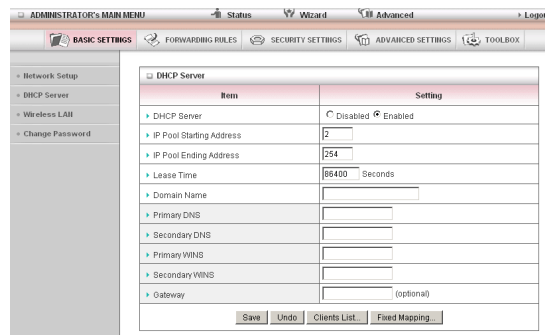 ADMINISTRATOR's MAIN MENU Status Wizard Advanced Logou
BASIC SETTINGS FORWARDING RULES SECURITY SETTINGS ADVANCED SETTINGS TOOLBOX
Network Setup
DHCP Server
Wireless LAN
Change Password
DHCP Server
Item Setting
DHCP Server Disabled Enabled
IP Pool Starting Address 2
IP Pool Ending Address 254
Lease Time 86400 Seconds
Domain Name
Primary DNS
Secondary DNS
Primary WINS
Secondary WINS
Gateway (optional)
Save Undo Clients List... Fixed Mapping...